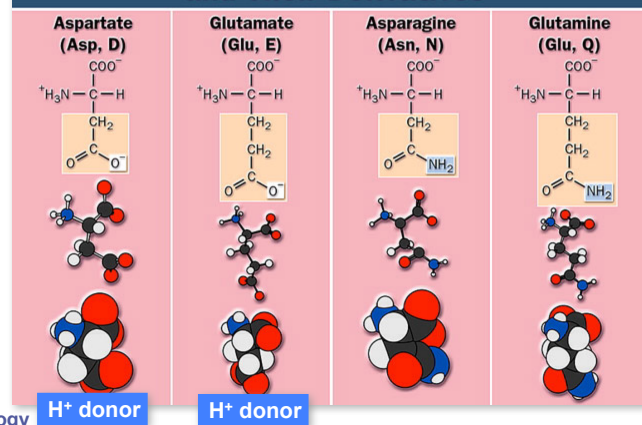 Aspartate
(Asp, D)
COO⁻
⁺H₃N—C—H
CH₂
C
O O⁻
Glutamate
(Glu, E)
COO⁻
⁺H₃N—C—H
CH₂
CH₂
C
O O⁻
Asparagine
(Asn, N)
COO⁻
⁺H₃N—C—H
CH₂
C
O NH₂
Glutamine
(Glu, Q)
COO⁻
⁺H₃N—C—H
CH₂
CH₂
C
O NH₂
H⁺ donor
H⁺ donor